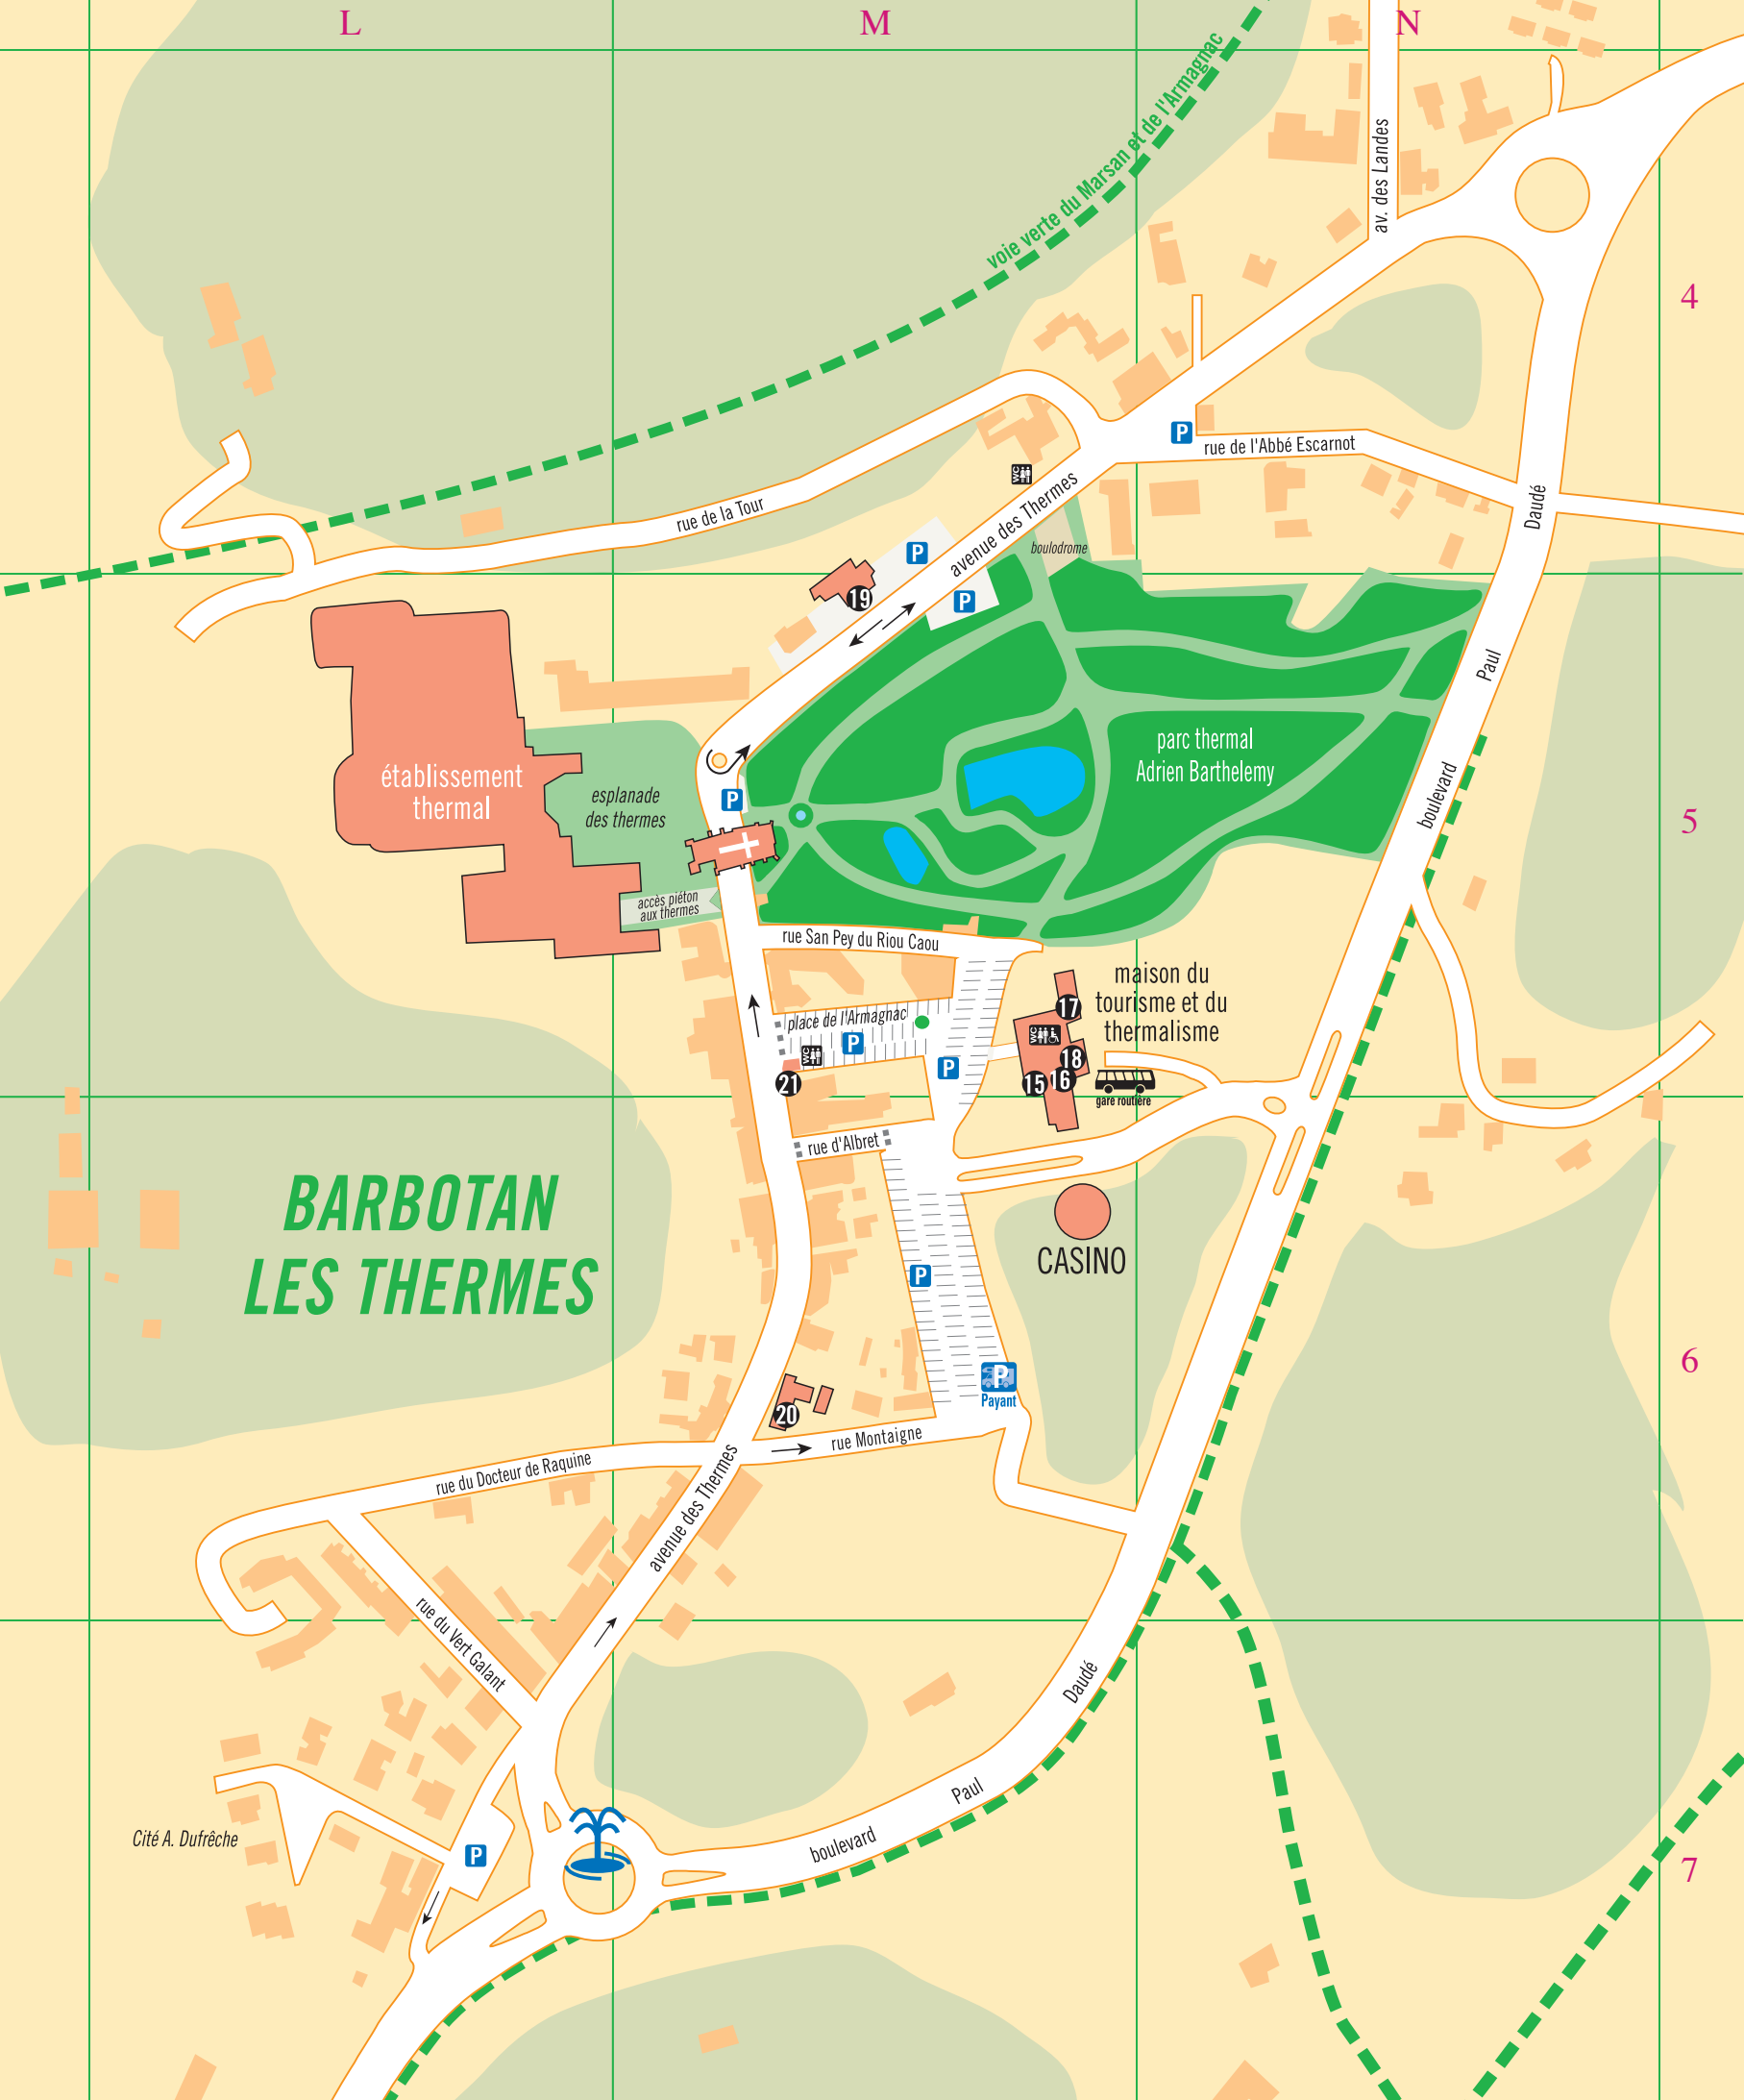 L
M
N
voie verte du Marsan et de l'Armagnac
av. des Landes
4
P
rue de l'Abbé Escarnot
WC
rue de la Tour
avenue des Thermes
Daudé
P
boulodrome
19
P
Paul
établissement
thermal
esplanade
des thermes
P
parc thermal
Adrien Barthelemy
boulevard
5
accès piéton
aux thermes
rue San Pey du Riou Caou
maison du
tourisme et du
thermalisme
17
place de l'Armagnac
P
WC
WC
P
18
21
15
16
gare routière
rue d'Albret
BARBOTAN
LES THERMES
CASINO
P
6
P
Payant
20
rue Montaigne
rue du Docteur de Raquine
avenue des Thermes
rue du Vert Galant
Daudé
Paul
boulevard
Cité A. Dufrêche
P
7